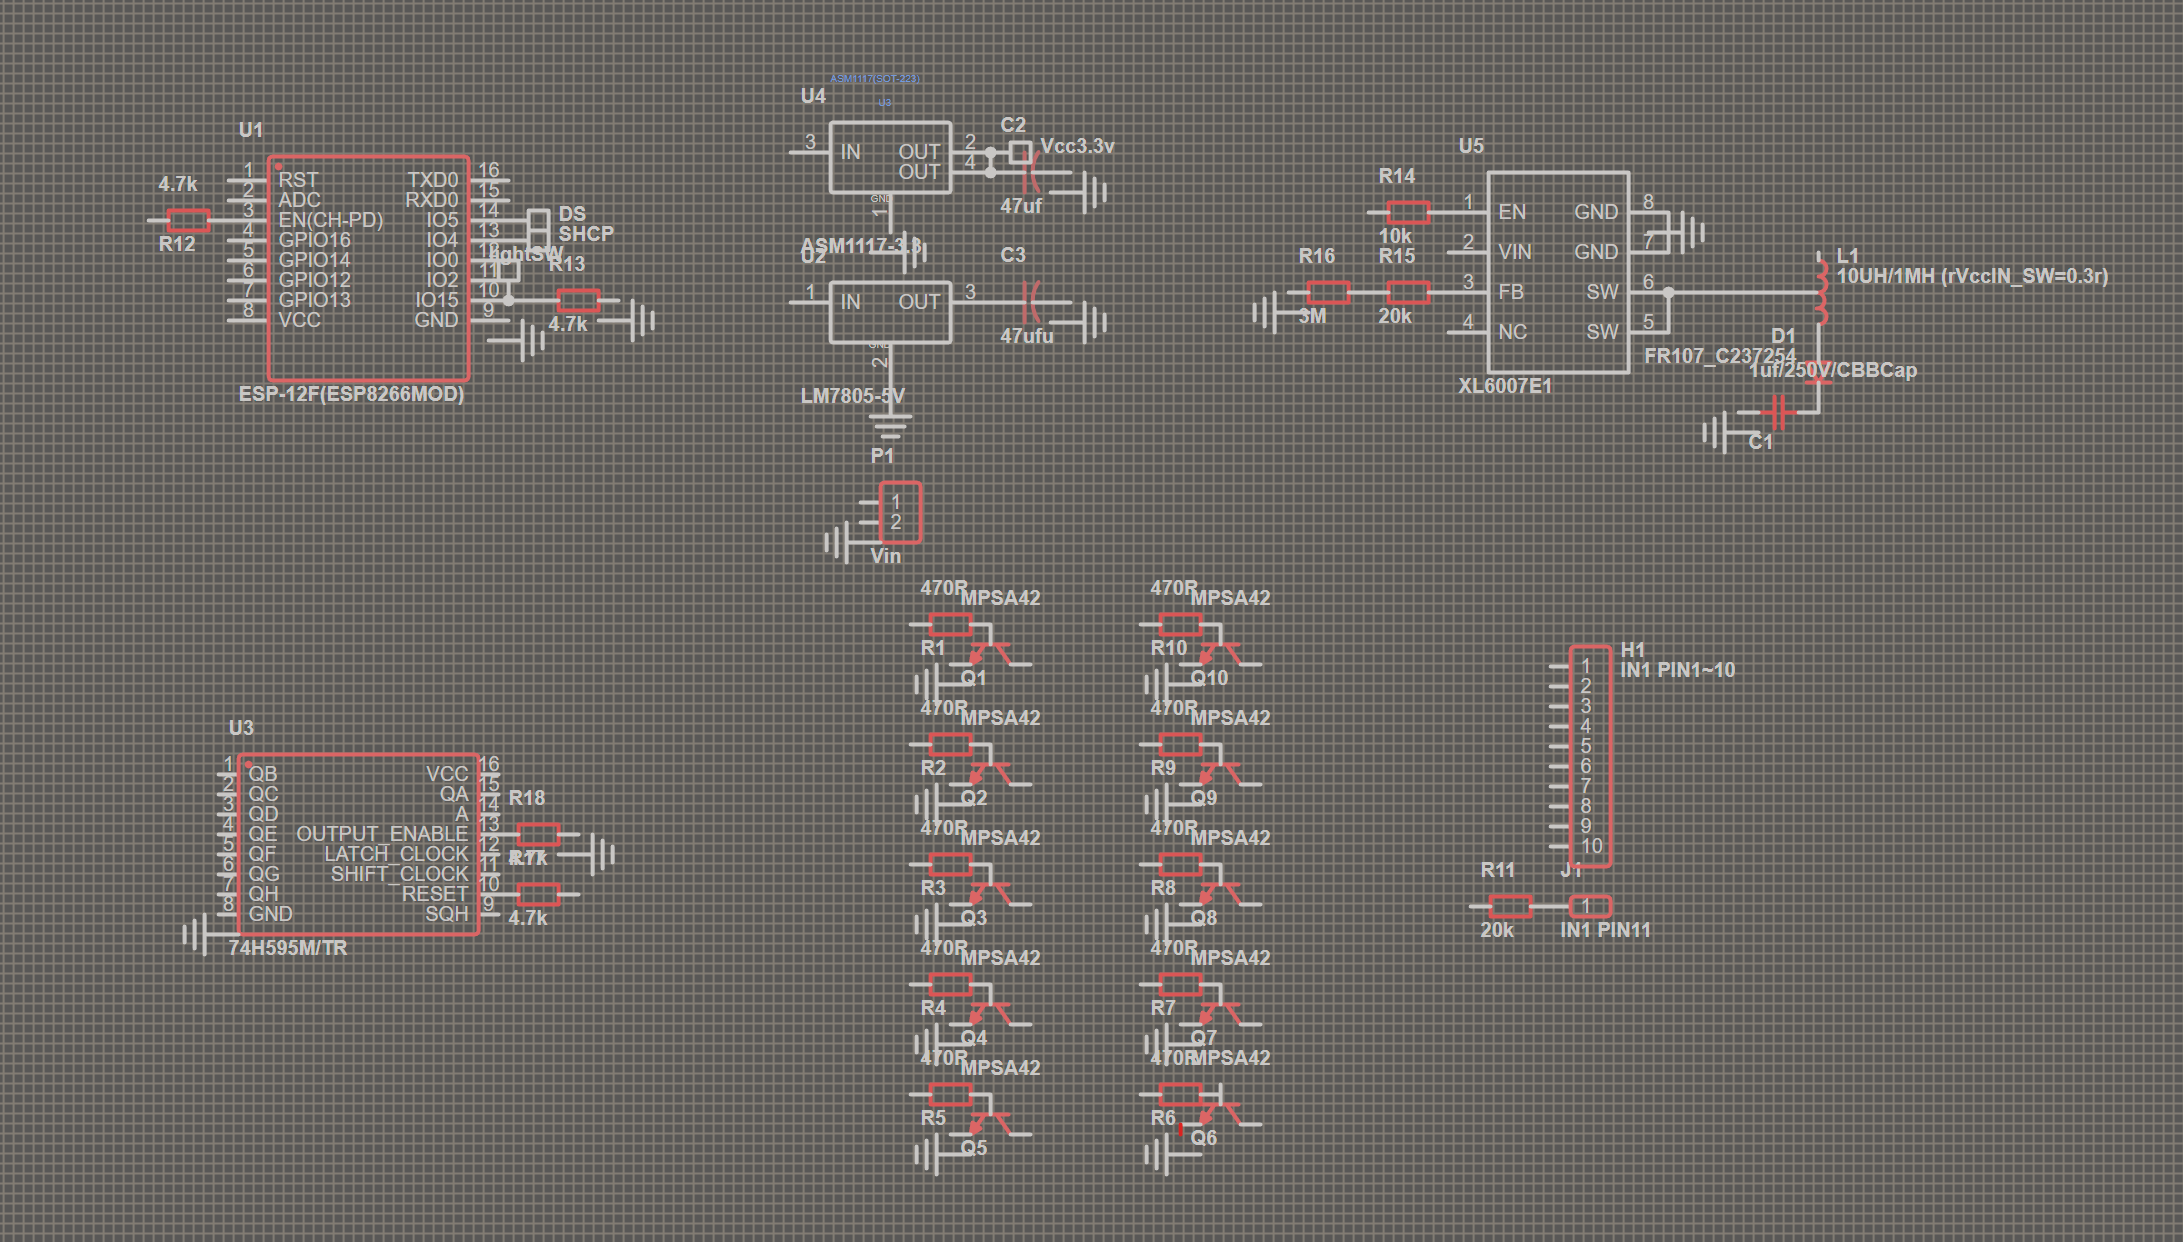 ASM1117(SOT-223)
U3
U4
3
IN
OUT
2
OUT
4
GND
1
ASM1117-3.3
C2
Vcc3.3v
47uf
U2
1
IN
OUT
3
GND
2
LM7805-5V
C3
47ufu
P1
1
2
Vin
U1
1
RST
2
ADC
3
EN(CH-PD)
4
GPIO16
5
GPIO14
6
GPIO12
7
GPIO13
8
VCC
TXD0
16
RXD0
15
IO5
14
IO4
13
IO0
IO2
11
IO15
10
GND
9
ESP-12F(ESP8266MOD)
4.7k
R12
DS
SHCP
R13
4.7k
U5
1
EN
2
VIN
3
FB
4
NC
GND
8
GND
7
SW
6
SW
5
XL6007E1
R14
10k
R16
3M
R15
20k
L1
10UH/1MH (rVccIN_SW=0.3r)
D1
FR107_C237254
1uf/250V/CBBCap
C1
470R
MPSA42
R1
Q1
470R
MPSA42
R10
Q10
470R
MPSA42
R2
Q2
470R
MPSA42
R9
Q9
470R
MPSA42
R3
Q3
470R
MPSA42
R8
Q8
470R
MPSA42
R4
Q4
470R
MPSA42
R7
Q7
470R
MPSA42
R5
Q5
470R
MPSA42
R6
Q6
H1
IN1 PIN1~10
1
2
3
4
5
6
7
8
9
10
R11
20k
J1
1
IN1 PIN11
U3
1
QB
2
QC
3
QD
4
QE
5
QF
6
QG
7
QH
8
GND
VCC
16
QA
15
A
14
OUTPUT_ENABLE
13
LATCH_CLOCK
12
SHIFT_CLOCK
11
RESET
10
SQH
9
74H595M/TR
R18
4.7k